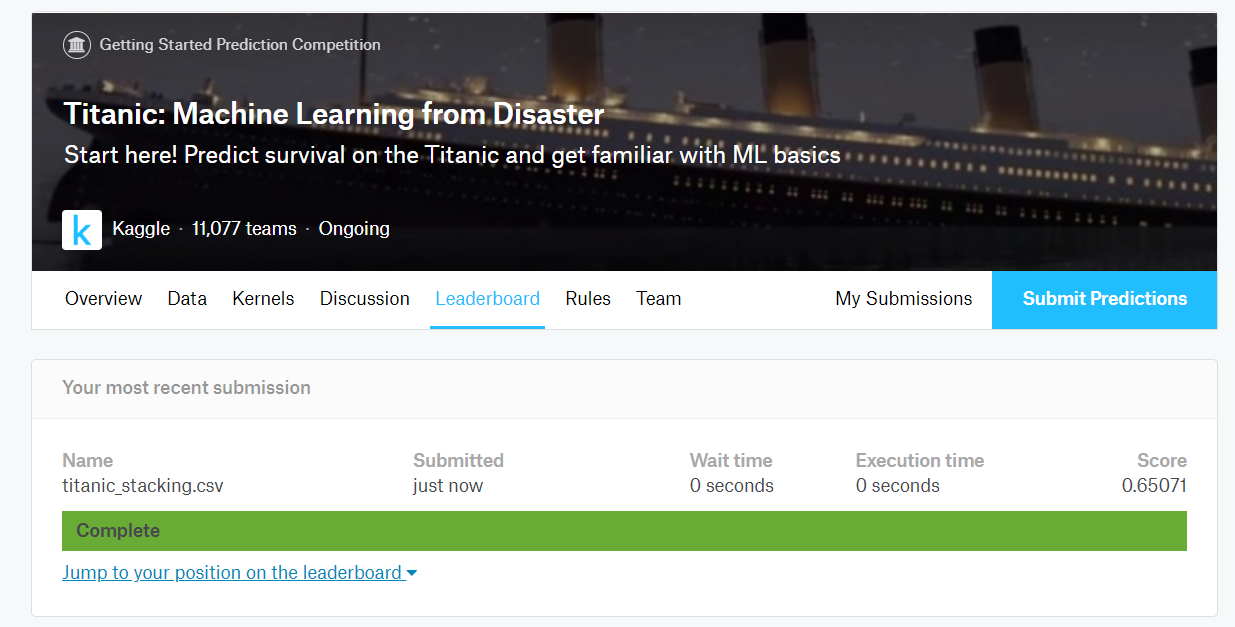 Getting Started Prediction Competition
Titanic: Machine Learning from Disaster
Start here! Predict survival on the Titanic and get familiar with ML basics
k Kaggle · 11,077 teams · Ongoing
Overview Data Kernels Discussion Leaderboard Rules Team My Submissions Submit Predictions
Your most recent submission
Name Submitted Wait time Execution time Score
titanic_stacking.csv just now 0 seconds 0 seconds 0.65071
Complete
Jump to your position on the leaderboard